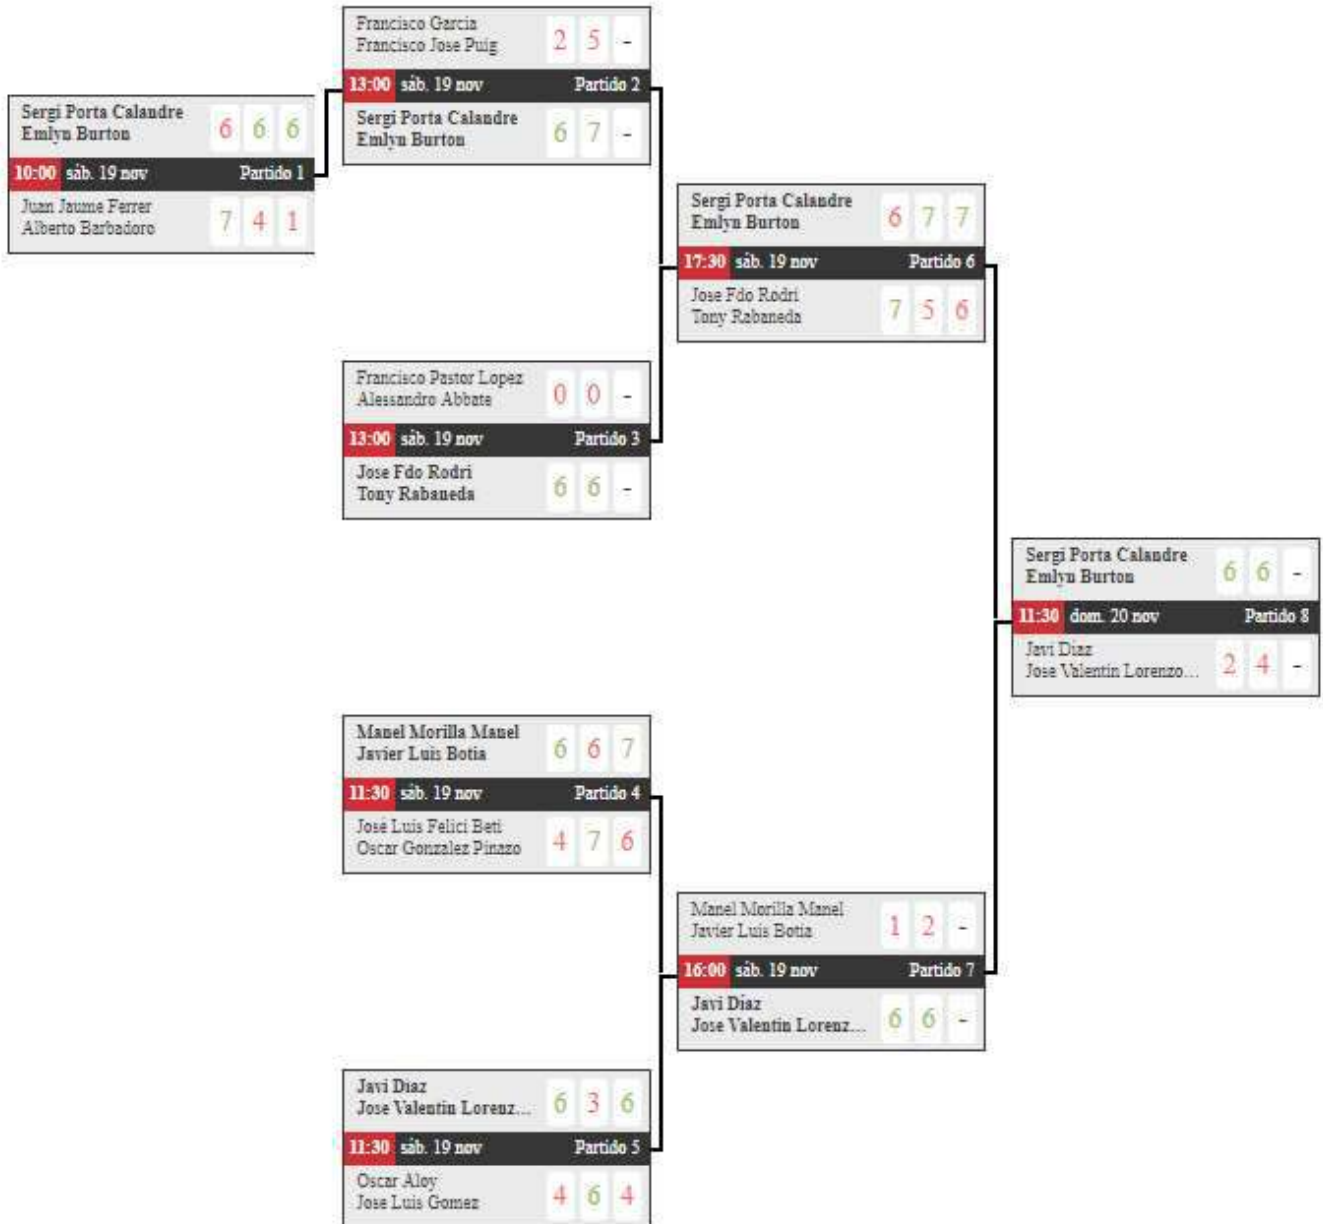 Francisco Garcia
Francisco Jose Puig
2 5 -
13:00 sáb. 19 nov Partido 2
Sergi Porta Calandre
Emlyn Burton
6 7 -
Sergi Porta Calandre
Emlyn Burton
6 6 6
10:00 sáb. 19 nov Partido 1
Juan Jaume Ferrer
Alberto Barbadoro
7 4 1
Sergi Porta Calandre
Emlyn Burton
6 7 7
17:30 sáb. 19 nov Partido 6
Jose Fdo Rodri
Tony Rabaneda
7 5 6
Francisco Pastor Lopez
Alessandro Abbate
0 0 -
13:00 sáb. 19 nov Partido 3
Jose Fdo Rodri
Tony Rabaneda
6 6 -
Sergi Porta Calandre
Emlyn Burton
6 6 -
11:30 dom. 20 nov Partido 8
Javi Díaz
Jose Valentin Lorenzo...
2 4 -
Manel Morilla Manel
Javier Luis Botia
6 6 7
11:30 sáb. 19 nov Partido 4
José Luis Felici Beti
Oscar Gonzalez Pinazo
4 7 6
Manel Morilla Manel
Javier Luis Botia
1 2 -
16:00 sáb. 19 nov Partido 7
Javi Díaz
Jose Valentin Lorenz...
6 6 -
Javi Díaz
Jose Valentin Lorenz...
6 3 6
11:30 sáb. 19 nov Partido 5
Oscar Aloy
Jose Luis Gomez
4 6 4